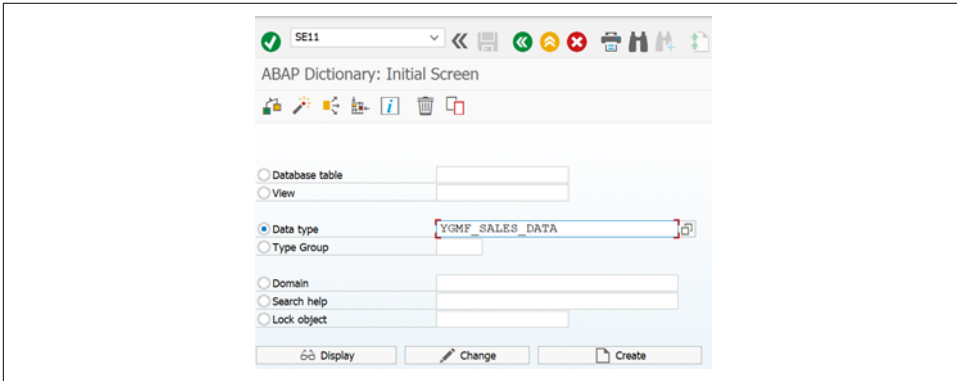 SE11
ABAP Dictionary: Initial Screen
Database table
View
Data type YGMF_SALES_DATA
Type Group
Domain
Search help
Lock object
Display Change Create